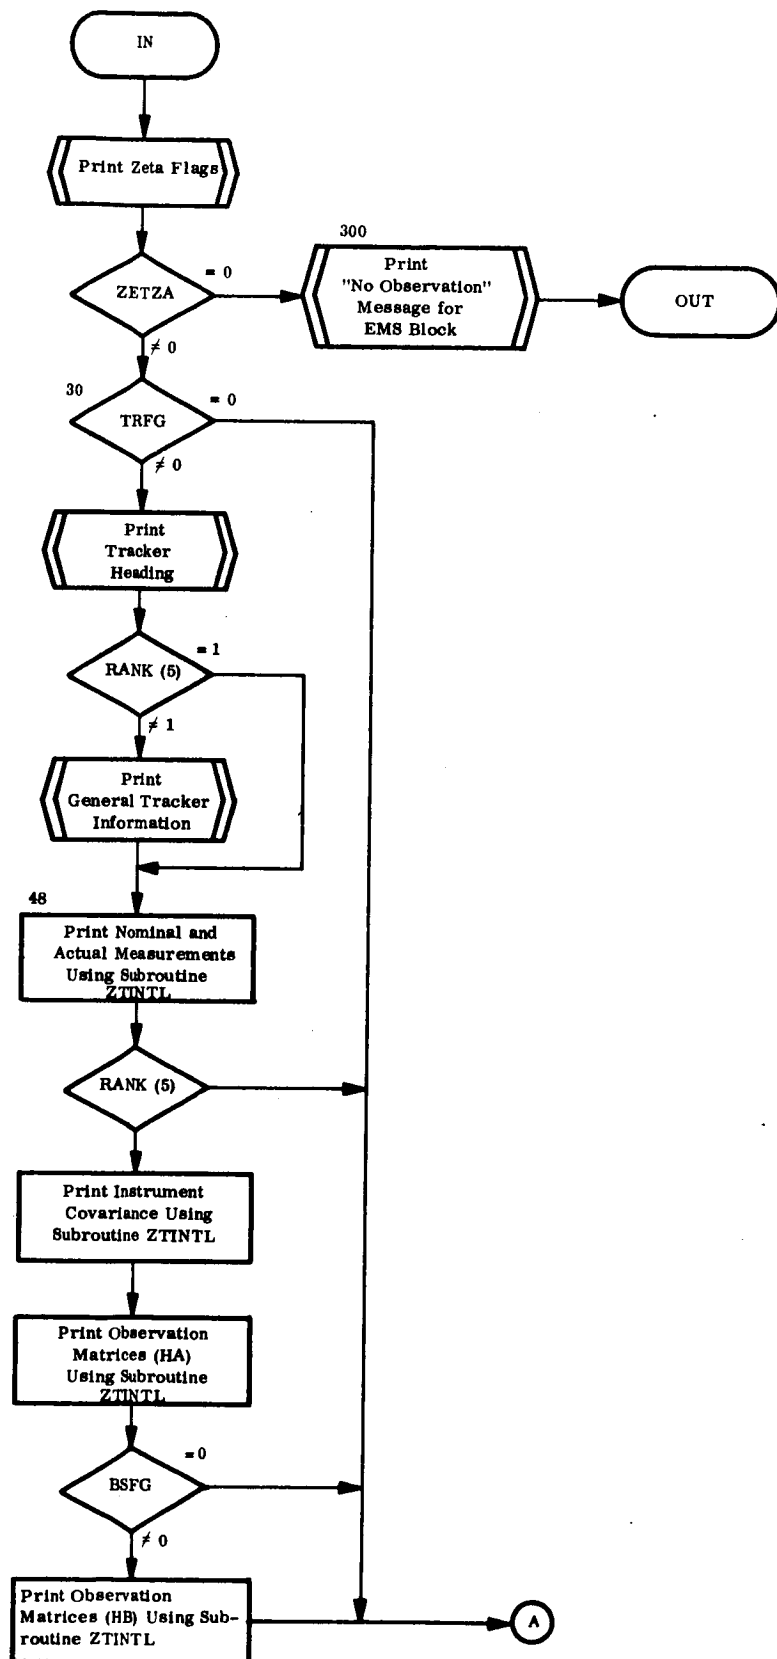 IN
Print Zeta Flags
ZETZA
= 0
≠ 0
300
Print
"No Observation"
Message for
EMS Block
OUT
30
TRFG
= 0
≠ 0
Print
Tracker
Heading
RANK (5)
= 1
≠ 1
Print
General Tracker
Information
48
Print Nominal and
Actual Measurements
Using Subroutine
ZTINTL
RANK (5)
Print Instrument
Covariance Using
Subroutine ZTINTL
Print Observation
Matrices (HA)
Using Subroutine
ZTINTL
BSFG
= 0
≠ 0
Print Observation
Matrices (HB) Using Sub-
routine ZTINTL
A